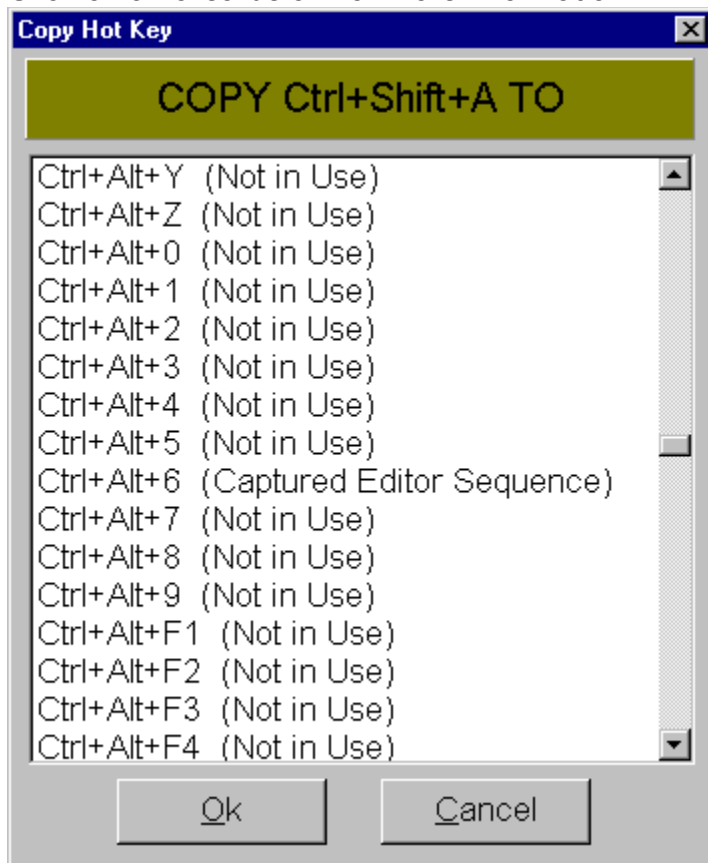 Copy Hot Key
COPY Ctrl+Shift+A TO
Ctrl+Alt+Y (Not in Use)
Ctrl+Alt+Z (Not in Use)
Ctrl+Alt+0 (Not in Use)
Ctrl+Alt+1 (Not in Use)
Ctrl+Alt+2 (Not in Use)
Ctrl+Alt+3 (Not in Use)
Ctrl+Alt+4 (Not in Use)
Ctrl+Alt+5 (Not in Use)
Ctrl+Alt+6 (Captured Editor Sequence)
Ctrl+Alt+7 (Not in Use)
Ctrl+Alt+8 (Not in Use)
Ctrl+Alt+9 (Not in Use)
Ctrl+Alt+F1 (Not in Use)
Ctrl+Alt+F2 (Not in Use)
Ctrl+Alt+F3 (Not in Use)
Ctrl+Alt+F4 (Not in Use)
Ok Cancel